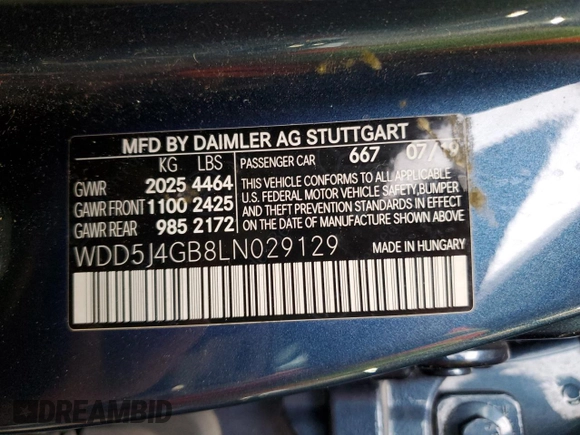 MFD BY DAIMLER AG STUTTGART
KG LBS
GVWR 2025 4464
GAWR FRONT 1100 2425
GAWR REAR 985 2172
PASSENGER CAR 667 07/19
THIS VEHICLE CONFORMS TO ALL APPLICABLE
U.S. FEDERAL MOTOR VEHICLE SAFETY, BUMPER
AND THEFT PREVENTION STANDARDS IN EFFECT
ON THE DATE OF MANUFACTURE SHOWN ABOVE
MADE IN HUNGARY
WDD5J4GB8LN029129
DREAMBID